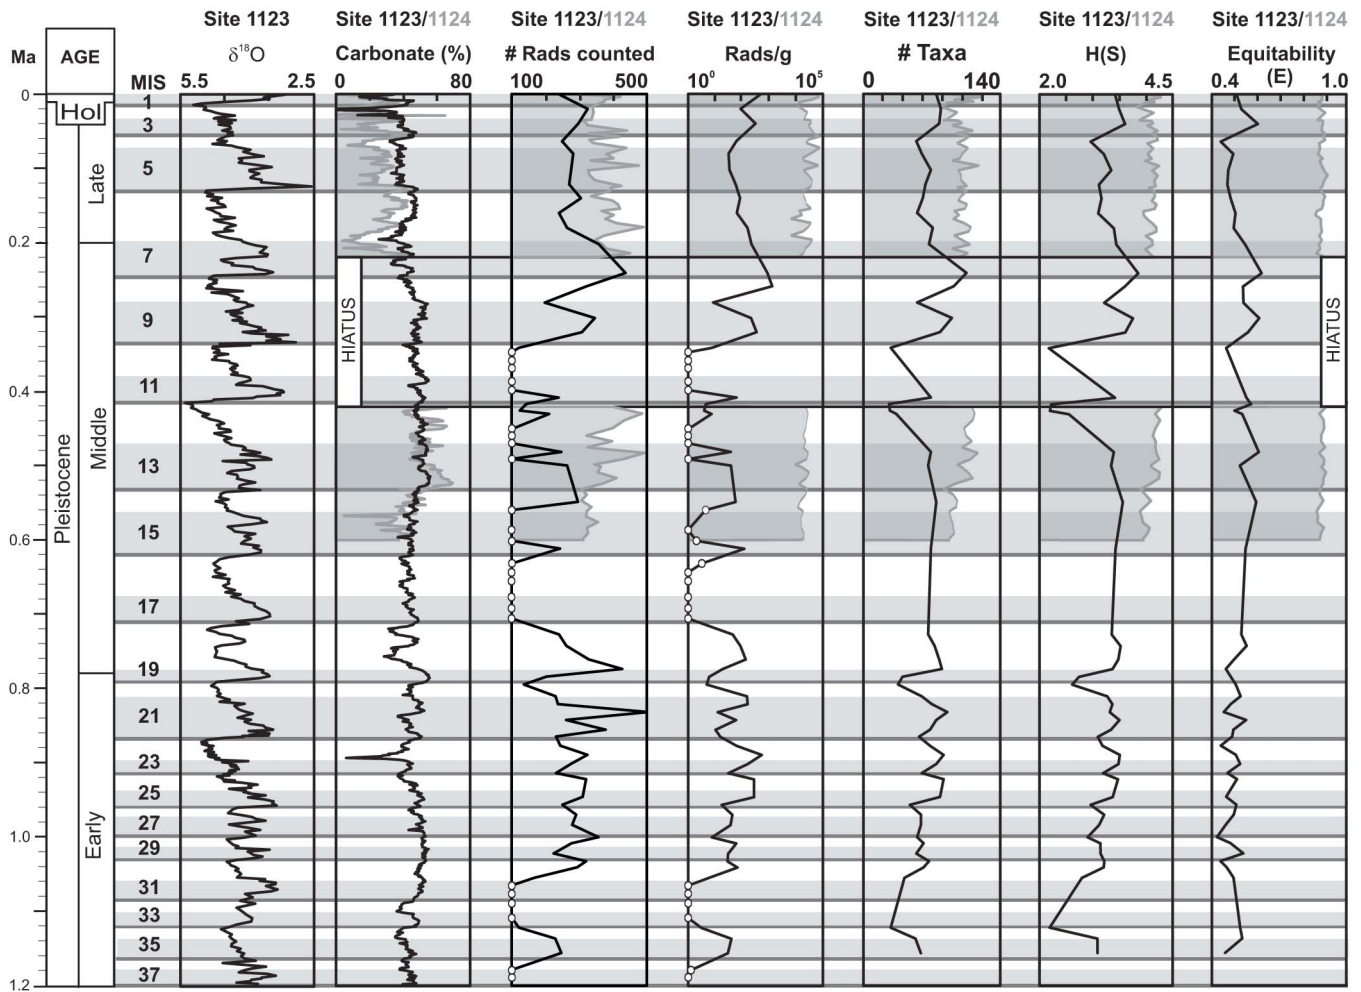 Site 1123 Site 1123/1124 Site 1123/1124 Site 1123/1124 Site 1123/1124 Site 1123/1124 Site 1123/1124
Ma AGE δ18O Carbonate (%) # Rads counted Rads/g # Taxa H(S) Equitability
(E)
MIS 5.5 2.5 0 80 100 500 10⁰ 10⁵ 0 140 2.0 4.5 0.4 1.0
0
1
Hol
3
5
Late
0.2
7
HIATUS
HIATUS
9
11
0.4
Middle
Pleistocene
13
15
0.6
17
19
0.8
21
23
25
27
1.0
29
Early
31
33
35
37
1.2